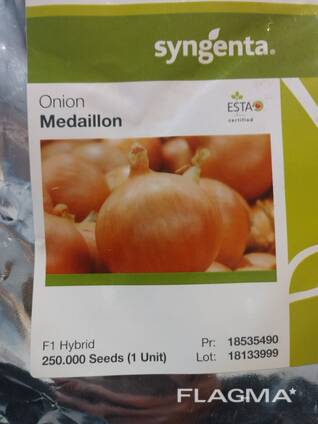 syngenta®
Onion
Medaillon
ESTA
certified
F1 Hybrid
Pr: 18535490
250.000 Seeds (1 Unit)
Lot: 18133999
FLAGMA*